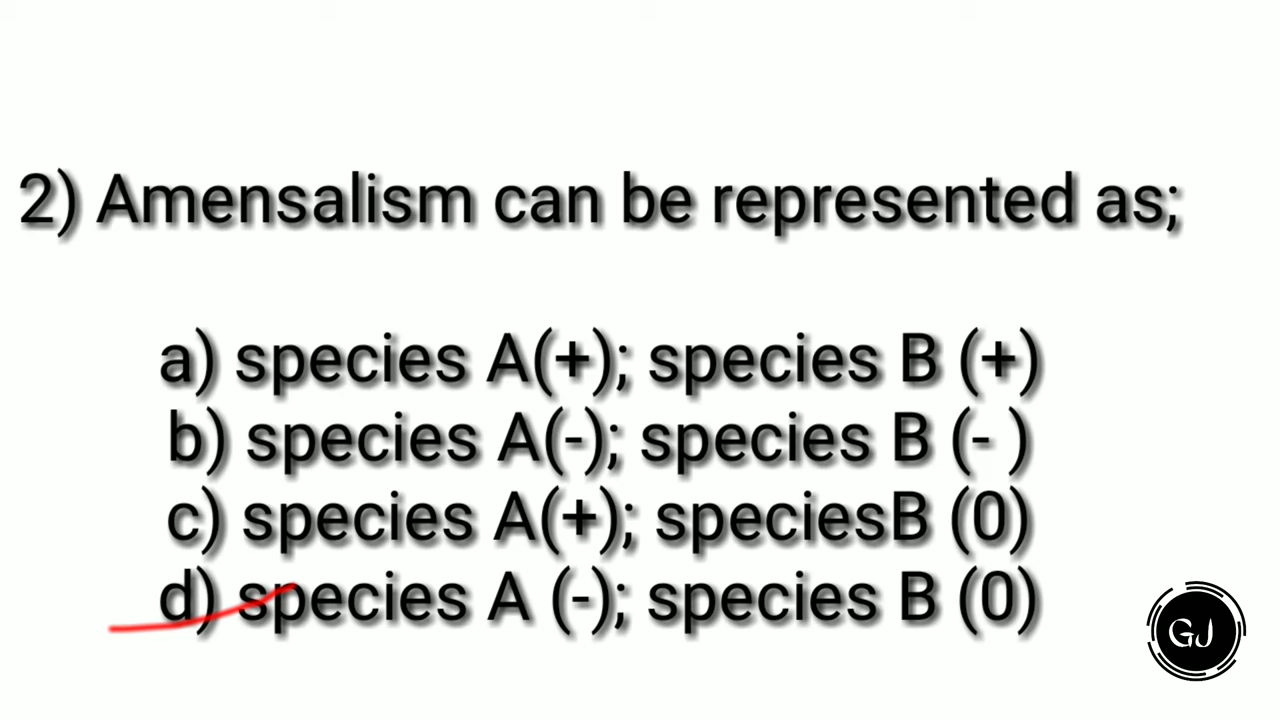 2) Amensalism can be represented as;
a) species A(+); species B (+)
b) species A(-); species B (- )
c) species A(+); speciesB (0)
d) species A (-); species B (0)
GJ